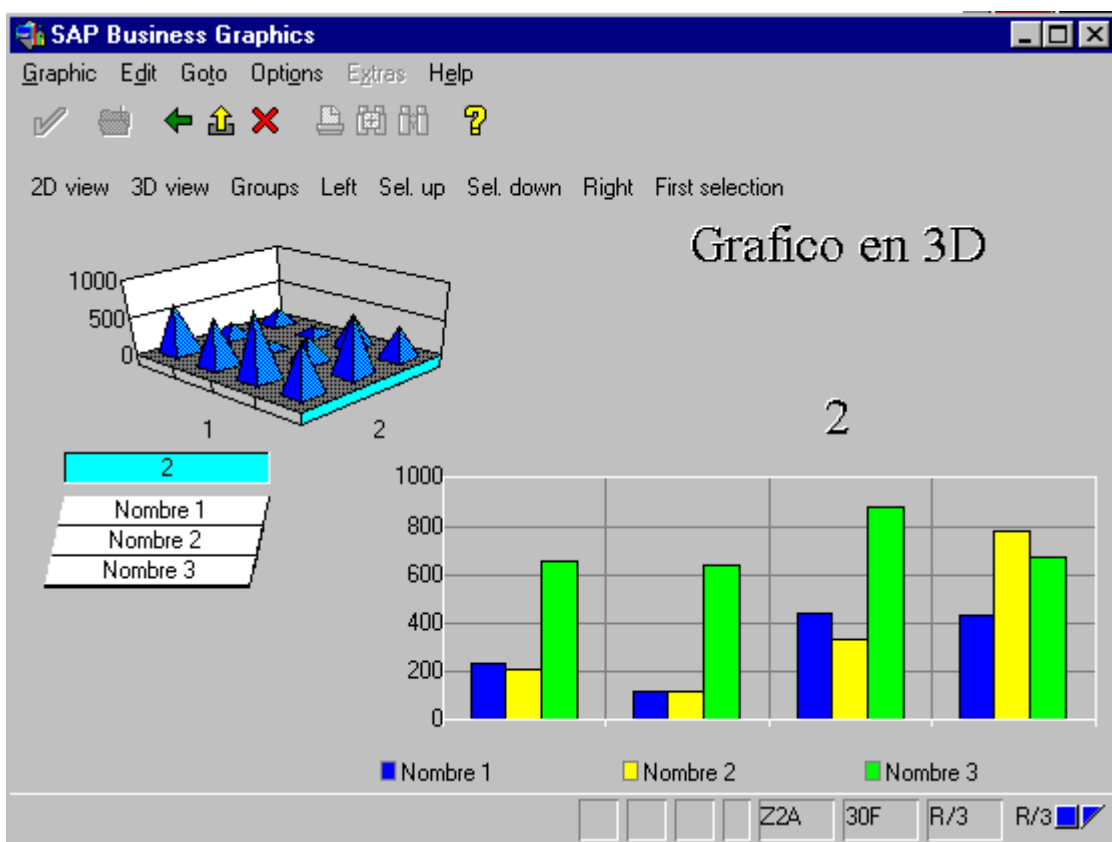 SAP Business Graphics
Graphic Edit Goto Options Extras Help
2D view 3D view Groups Left Sel. up Sel. down Right First selection
Grafico en 3D
1000
500
0
1
2
2
Nombre 1
Nombre 2
Nombre 3
2
1000
800
600
400
200
0
Nombre 1 Nombre 2 Nombre 3
Z2A 30F R/3 R/3